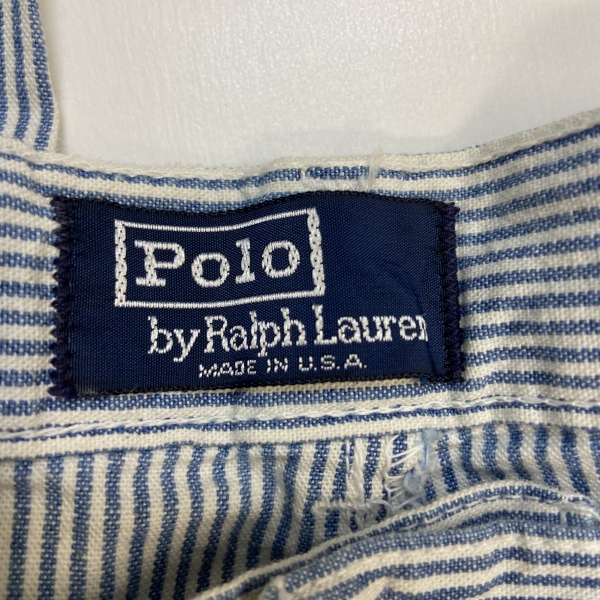 Polo
by Ralph Lauren
MADE IN U.S.A.